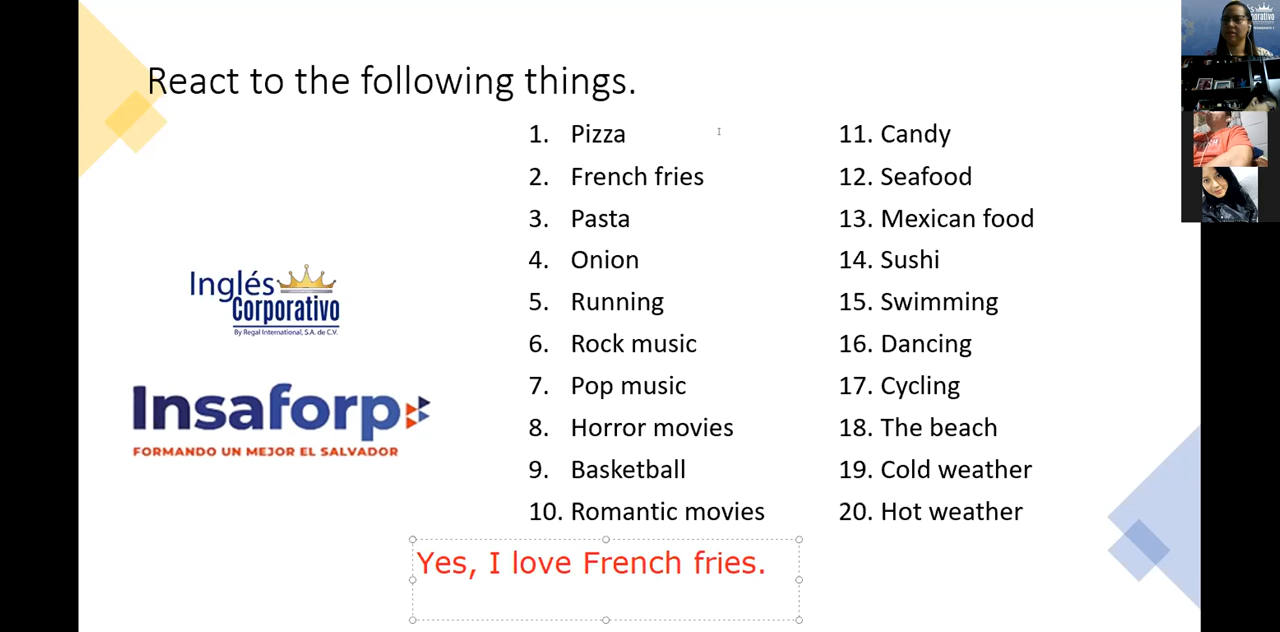 React to the following things.
1. Pizza
2. French fries
3. Pasta
4. Onion
5. Running
6. Rock music
7. Pop music
8. Horror movies
9. Basketball
10. Romantic movies
11. Candy
12. Seafood
13. Mexican food
14. Sushi
15. Swimming
16. Dancing
17. Cycling
18. The beach
19. Cold weather
20. Hot weather
Inglés
Corporativo
By Regal International, S.A. de C.V.
Insaforp
FORMANDO UN MEJOR EL SALVADOR
Yes, I love French fries.